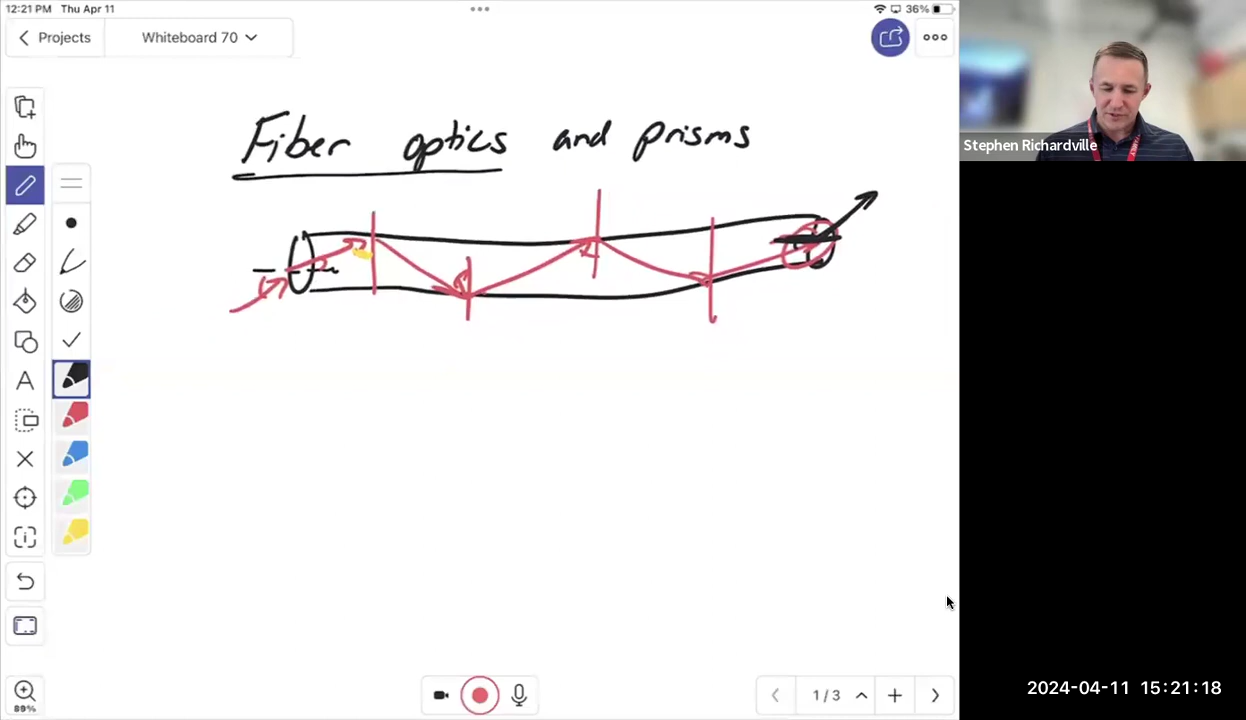 12:21 PM Thu Apr 11
36%
Projects
Whiteboard 70
Stephen Richardville
Fiber optics and prisms
A
89%
1/3
2024-04-11 15:21:18